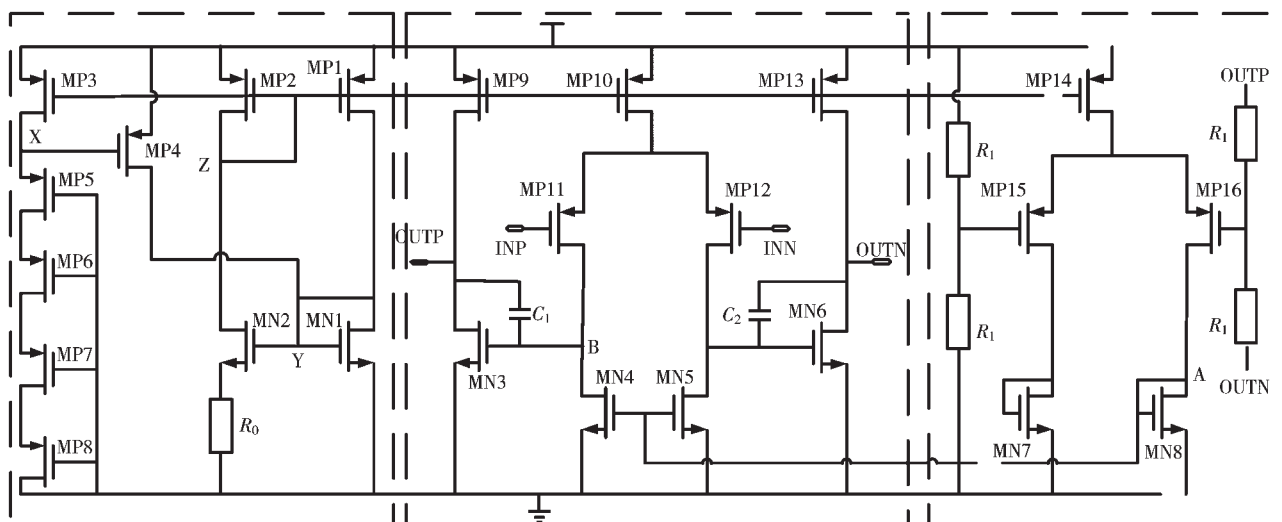 MP3
MP2
MP1
MP9
MP10
MP13
MP14
OUTP
X
MP4
Z
R₁
R₁
MP5
MP11
MP12
MP15
MP16
OUTP
INP
INN
OUTN
MP6
MN2
MN1
C₁
C₂
MN6
R₁
R₁
Y
B
MP7
MN3
MN4
MN5
A
OUTN
R₀
MP8
MN7
MN8